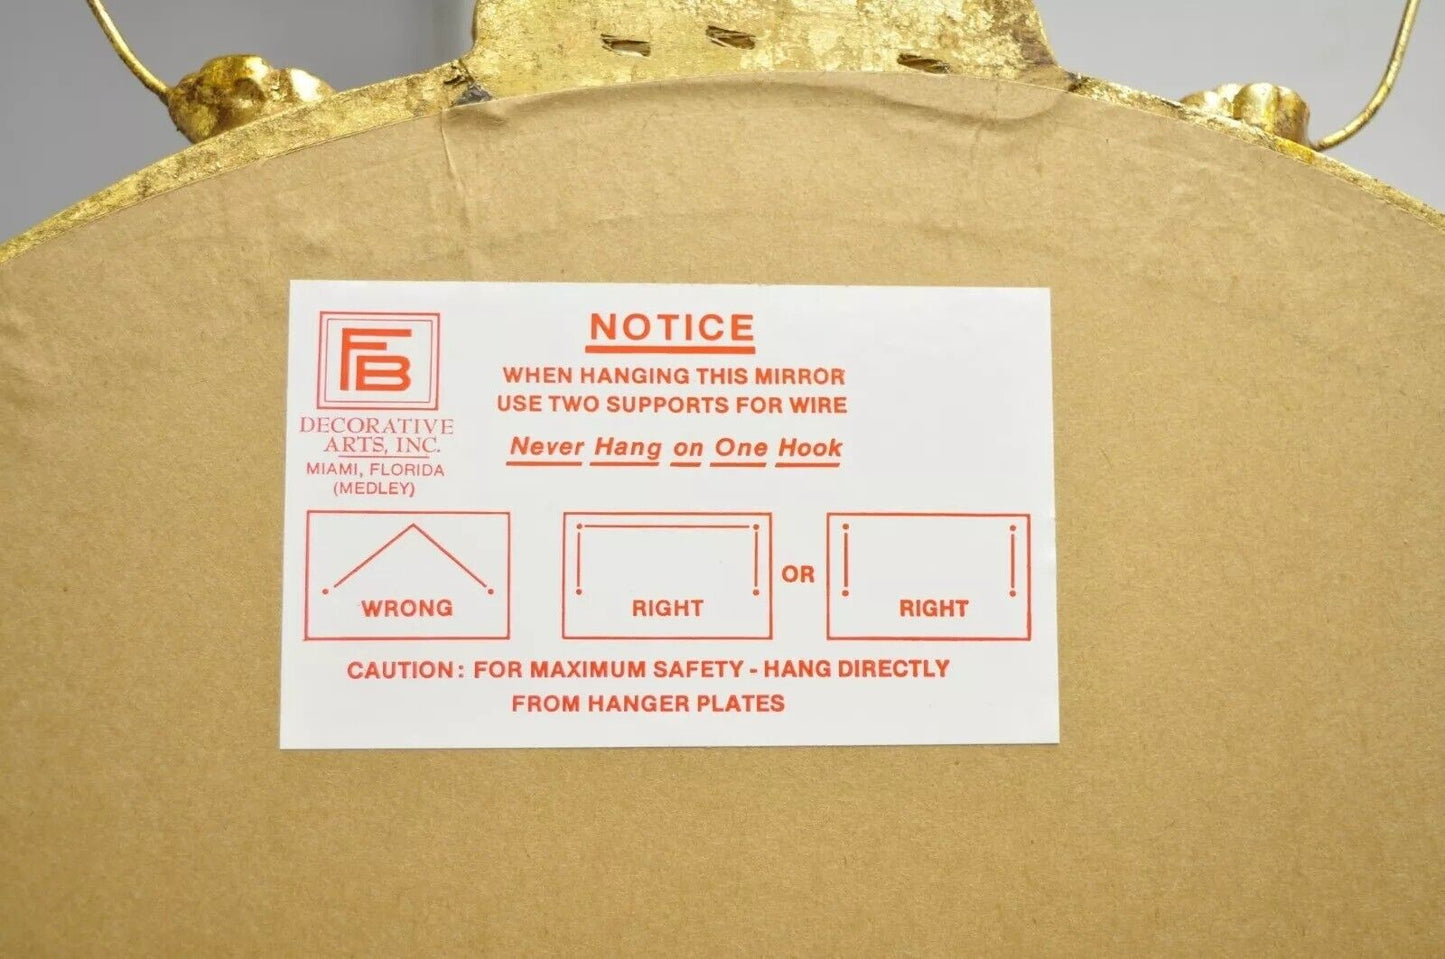 FB
DECORATIVE
ARTS, INC.
MIAMI, FLORIDA
(MEDLEY)
NOTICE
WHEN HANGING THIS MIRROR
USE TWO SUPPORTS FOR WIRE
Never Hang on One Hook
WRONG
RIGHT
OR
RIGHT
CAUTION: FOR MAXIMUM SAFETY - HANG DIRECTLY
FROM HANGER PLATES